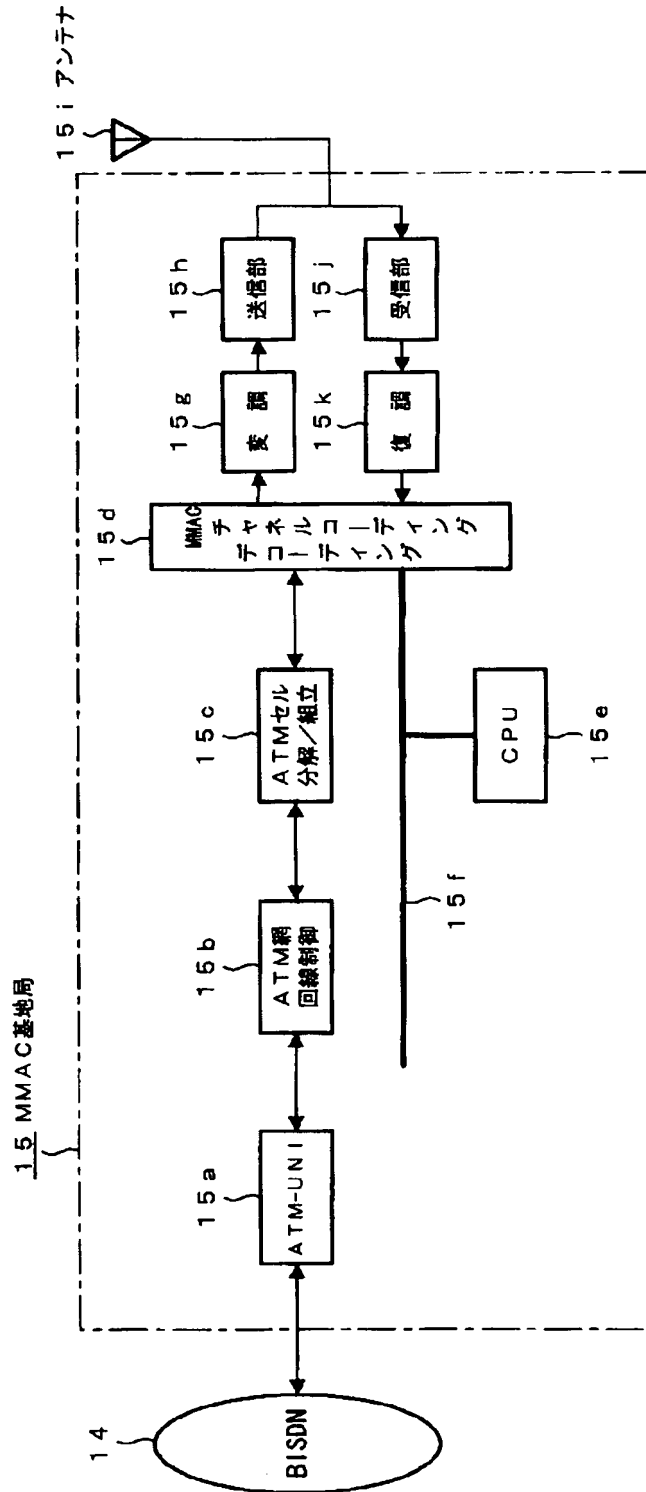 15 MMAC基地局
14
BISDN
15a
ATM-UNI
15b
ATM網
回線制御
15c
ATMセル
分解/組立
15d
MMAC
チャネルコーディング
デコーディング
15e
CPU
15f
15g
変調
15h
送信部
15i アンテナ
15j
受信部
15k
復調